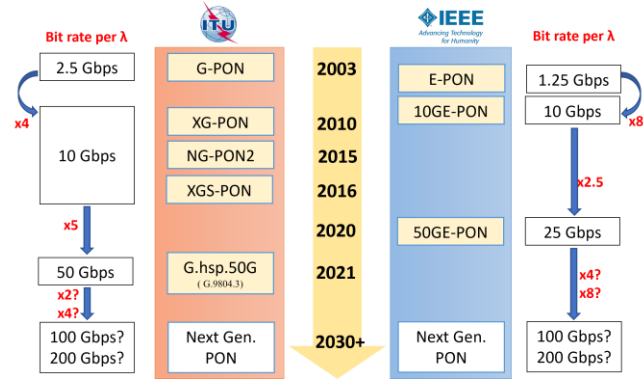 Bit rate per λ
ITU
IEEE
Advancing Technology
for Humanity
Bit rate per λ
2.5 Gbps
G-PON
2003
E-PON
1.25 Gbps
x4
XG-PON
2010
10GE-PON
10 Gbps
x8
10 Gbps
NG-PON2
2015
XGS-PON
2016
x2.5
x5
2020
50GE-PON
25 Gbps
50 Gbps
G.hsp.50G
( G.9804.3)
2021
x4?
x8?
x2?
x4?
100 Gbps?
200 Gbps?
Next Gen.
PON
2030+
Next Gen.
PON
100 Gbps?
200 Gbps?